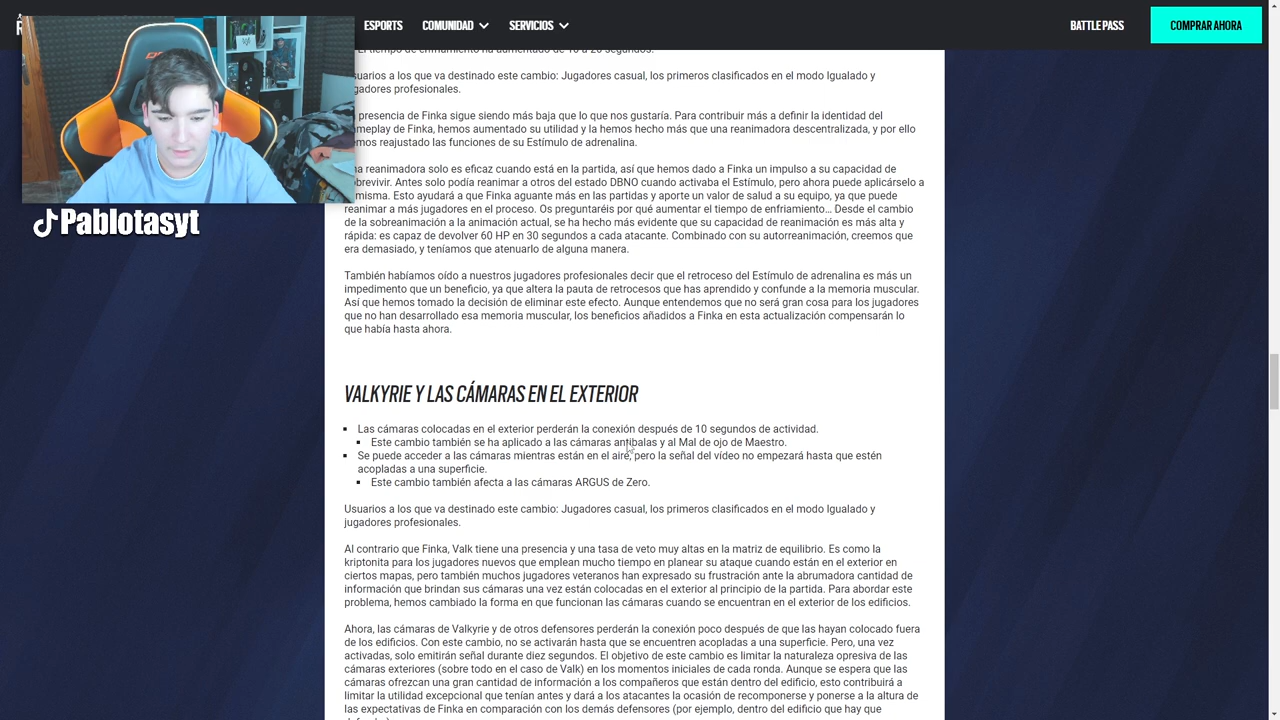 R
ESPORTS
COMUNIDAD
SERVICIOS
BATTLE PASS
COMPRAR AHORA
El tiempo de enfriamiento ha aumentado de 10 a 20 segundos.
suarios a los que va destinado este cambio: Jugadores casual, los primeros clasificados en el modo Igualado y
gadores profesionales.
presencia de Finka sigue siendo más baja que lo que nos gustaría. Para contribuir más a definir la identidad del
ameplay de Finka, hemos aumentado su utilidad y la hemos hecho más que una reanimadora descentralizada, y por ello
emos reajustado las funciones de su Estímulo de adrenalina.
na reanimadora solo es eficaz cuando está en la partida, así que hemos dado a Finka un impulso a su capacidad de
obrevivir. Antes solo podía reanimar a otros del estado DBNO cuando activaba el Estímulo, pero ahora puede aplicárselo a
misma. Esto ayudará a que Finka aguante más en las partidas y aporte un valor de salud a su equipo, ya que puede
reanimar a más jugadores en el proceso. Os preguntaréis por qué aumentar el tiempo de enfriamiento... Desde el cambio
de la sobreanimación a la animación actual, se ha hecho más evidente que su capacidad de reanimación es más alta y
rápida: es capaz de devolver 60 HP en 30 segundos a cada atacante. Combinado con su autorreanimación, creemos que
era demasiado, y teníamos que atenuarlo de alguna manera.
También habíamos oído a nuestros jugadores profesionales decir que el retroceso del Estímulo de adrenalina es más un
impedimento que un beneficio, ya que altera la pauta de retrocesos que has aprendido y confunde a la memoria muscular.
Así que hemos tomado la decisión de eliminar este efecto. Aunque entendemos que no será gran cosa para los jugadores
que no han desarrollado esa memoria muscular, los beneficios añadidos a Finka en esta actualización compensarán lo
que había hasta ahora.
VALKYRIE Y LAS CÁMARAS EN EL EXTERIOR
Las cámaras colocadas en el exterior perderán la conexión después de 10 segundos de actividad.
Este cambio también se ha aplicado a las cámaras antibalas y al Mal de ojo de Maestro.
Se puede acceder a las cámaras mientras están en el aire, pero la señal del vídeo no empezará hasta que estén
acopladas a una superficie.
Este cambio también afecta a las cámaras ARGUS de Zero.
Usuarios a los que va destinado este cambio: Jugadores casual, los primeros clasificados en el modo Igualado y
jugadores profesionales.
Al contrario que Finka, Valk tiene una presencia y una tasa de veto muy altas en la matriz de equilibrio. Es como la
kriptonita para los jugadores nuevos que emplean mucho tiempo en planear su ataque cuando están en el exterior en
ciertos mapas, pero también muchos jugadores veteranos han expresado su frustración ante la abrumadora cantidad de
información que brindan sus cámaras una vez están colocadas en el exterior al principio de la partida. Para abordar este
problema, hemos cambiado la forma en que funcionan las cámaras cuando se encuentran en el exterior de los edificios.
Ahora, las cámaras de Valkyrie y de otros defensores perderán la conexión poco después de que las hayan colocado fuera
de los edificios. Con este cambio, no se activarán hasta que se encuentren acopladas a una superficie. Pero, una vez
activadas, solo emitirán señal durante diez segundos. El objetivo de este cambio es limitar la naturaleza opresiva de las
cámaras exteriores (sobre todo en el caso de Valk) en los momentos iniciales de cada ronda. Aunque se espera que las
cámaras ofrezcan una gran cantidad de información a los compañeros que están dentro del edificio, esto contribuirá a
limitar la utilidad excepcional que tenían antes y dará a los atacantes la ocasión de recomponerse y ponerse a la altura de
las expectativas de Finka en comparación con los demás defensores (por ejemplo, dentro del edificio que hay que
Pablotasyt